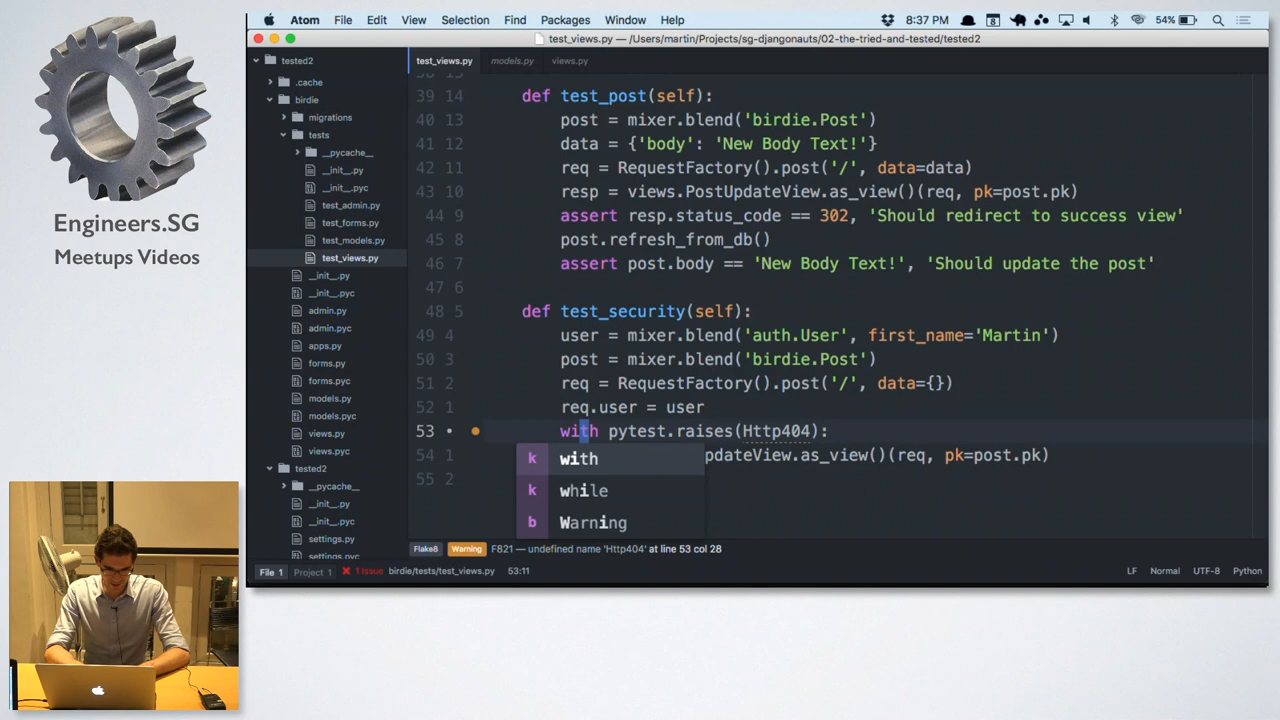 Engineers.SG
Meetups Videos
Atom File Edit View Selection Find Packages Window Help 8:37 PM 8 54%
test_views.py — /Users/martin/Projects/sg-djangonauts/02-the-tried-and-tested/tested2
tested2
.cache
birdie
migrations
tests
__pycache__
__init__.py
__init__.pyc
test_admin.py
test_forms.py
test_models.py
test_views.py
__init__.py
__init__.pyc
admin.py
admin.pyc
apps.py
forms.py
forms.pyc
models.py
models.pyc
views.py
views.pyc
tested2
__pycache__
__init__.py
__init__.pyc
settings.py
settings.pyc
test_views.py models.py views.py
39 14 def test_post(self):
40 13 post = mixer.blend('birdie.Post')
41 12 data = {'body': 'New Body Text!'}
42 11 req = RequestFactory().post('/', data=data)
43 10 resp = views.PostUpdateView.as_view()(req, pk=post.pk)
44 9 assert resp.status_code == 302, 'Should redirect to success view'
45 8 post.refresh_from_db()
46 7 assert post.body == 'New Body Text!', 'Should update the post'
47 6
48 5 def test_security(self):
49 4 user = mixer.blend('auth.User', first_name='Martin')
50 3 post = mixer.blend('birdie.Post')
51 2 req = RequestFactory().post('/', data={})
52 1 req.user = user
53 • with pytest.raises(Http404):
54 1 pdateView.as_view()(req, pk=post.pk)
55 2
k with
k while
b Warning
Flake8 Warning F821 — undefined name 'Http404' at line 53 col 28
File 1 Project 1 1 Issue birdie/tests/test_views.py 53:11 LF Normal UTF-8 Python